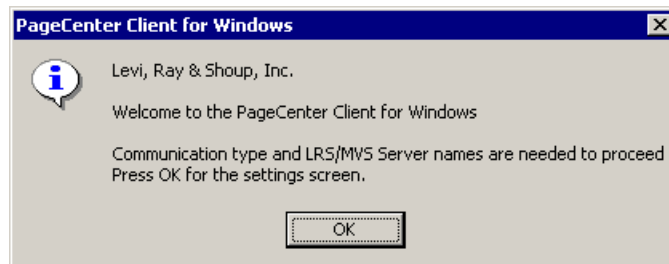 PageCenter Client for Windows
Levi, Ray & Shoup, Inc.
Welcome to the PageCenter Client for Windows
Communication type and LRS/MVS Server names are needed to proceed
Press OK for the settings screen.
OK